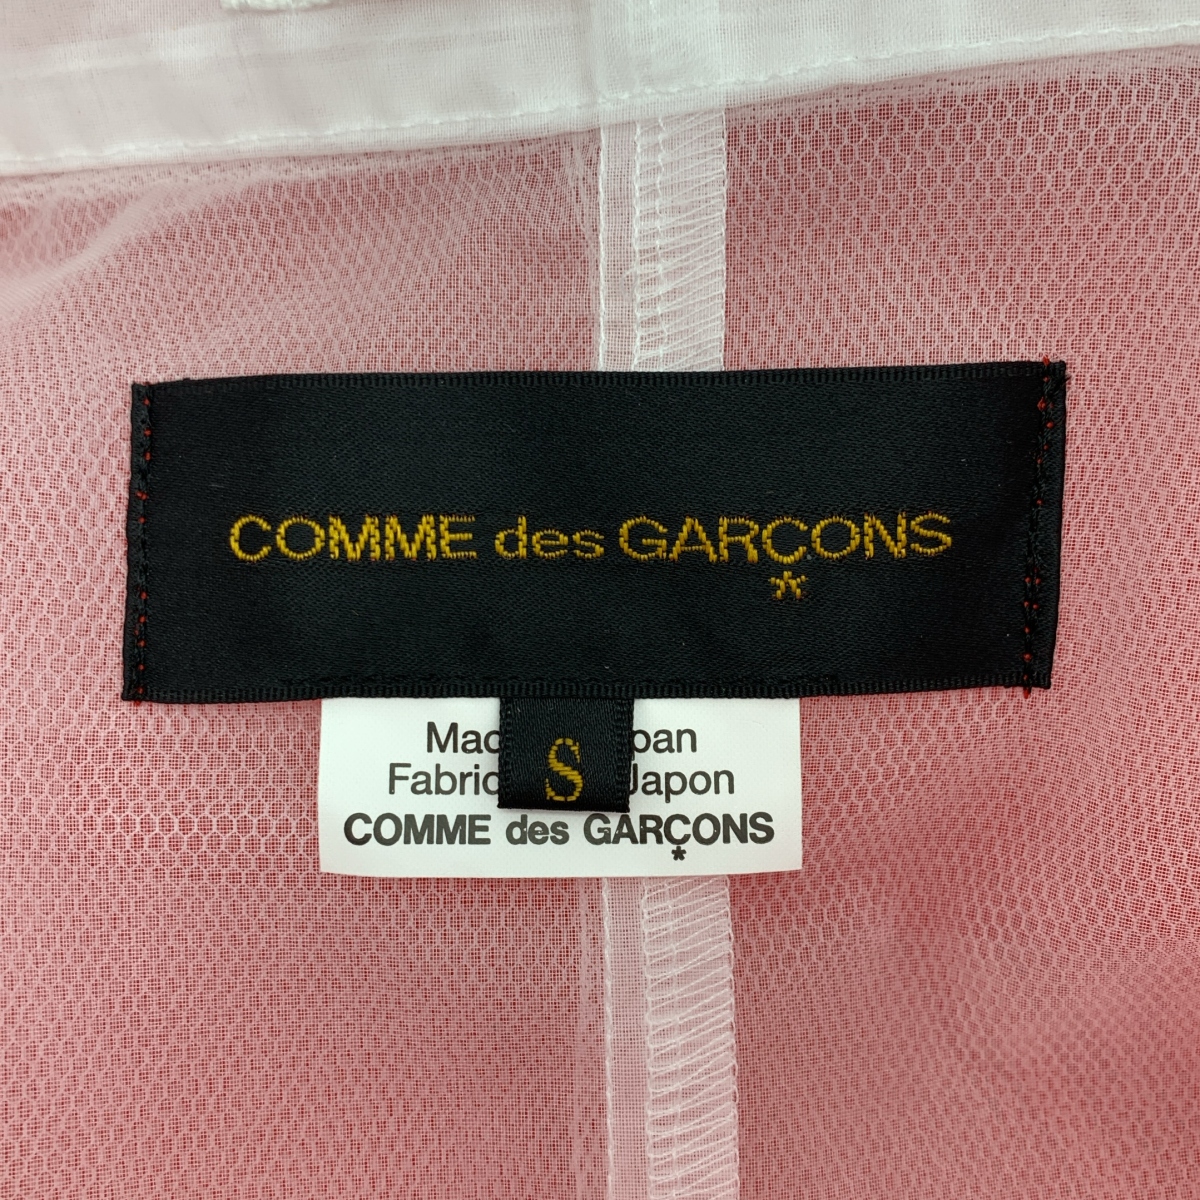 COMME des GARÇONS
*
S
Mac pan
Fabric Japon
COMME des GARÇONS
*